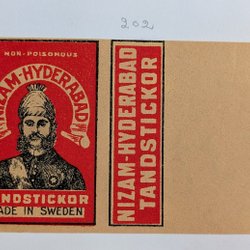 202
NON-POISONOUS
NIZAM-HYDERABAD
TANDSTICKOR
MADE IN SWEDEN
NIZAM-HYDERABAD
TANDSTICKOR